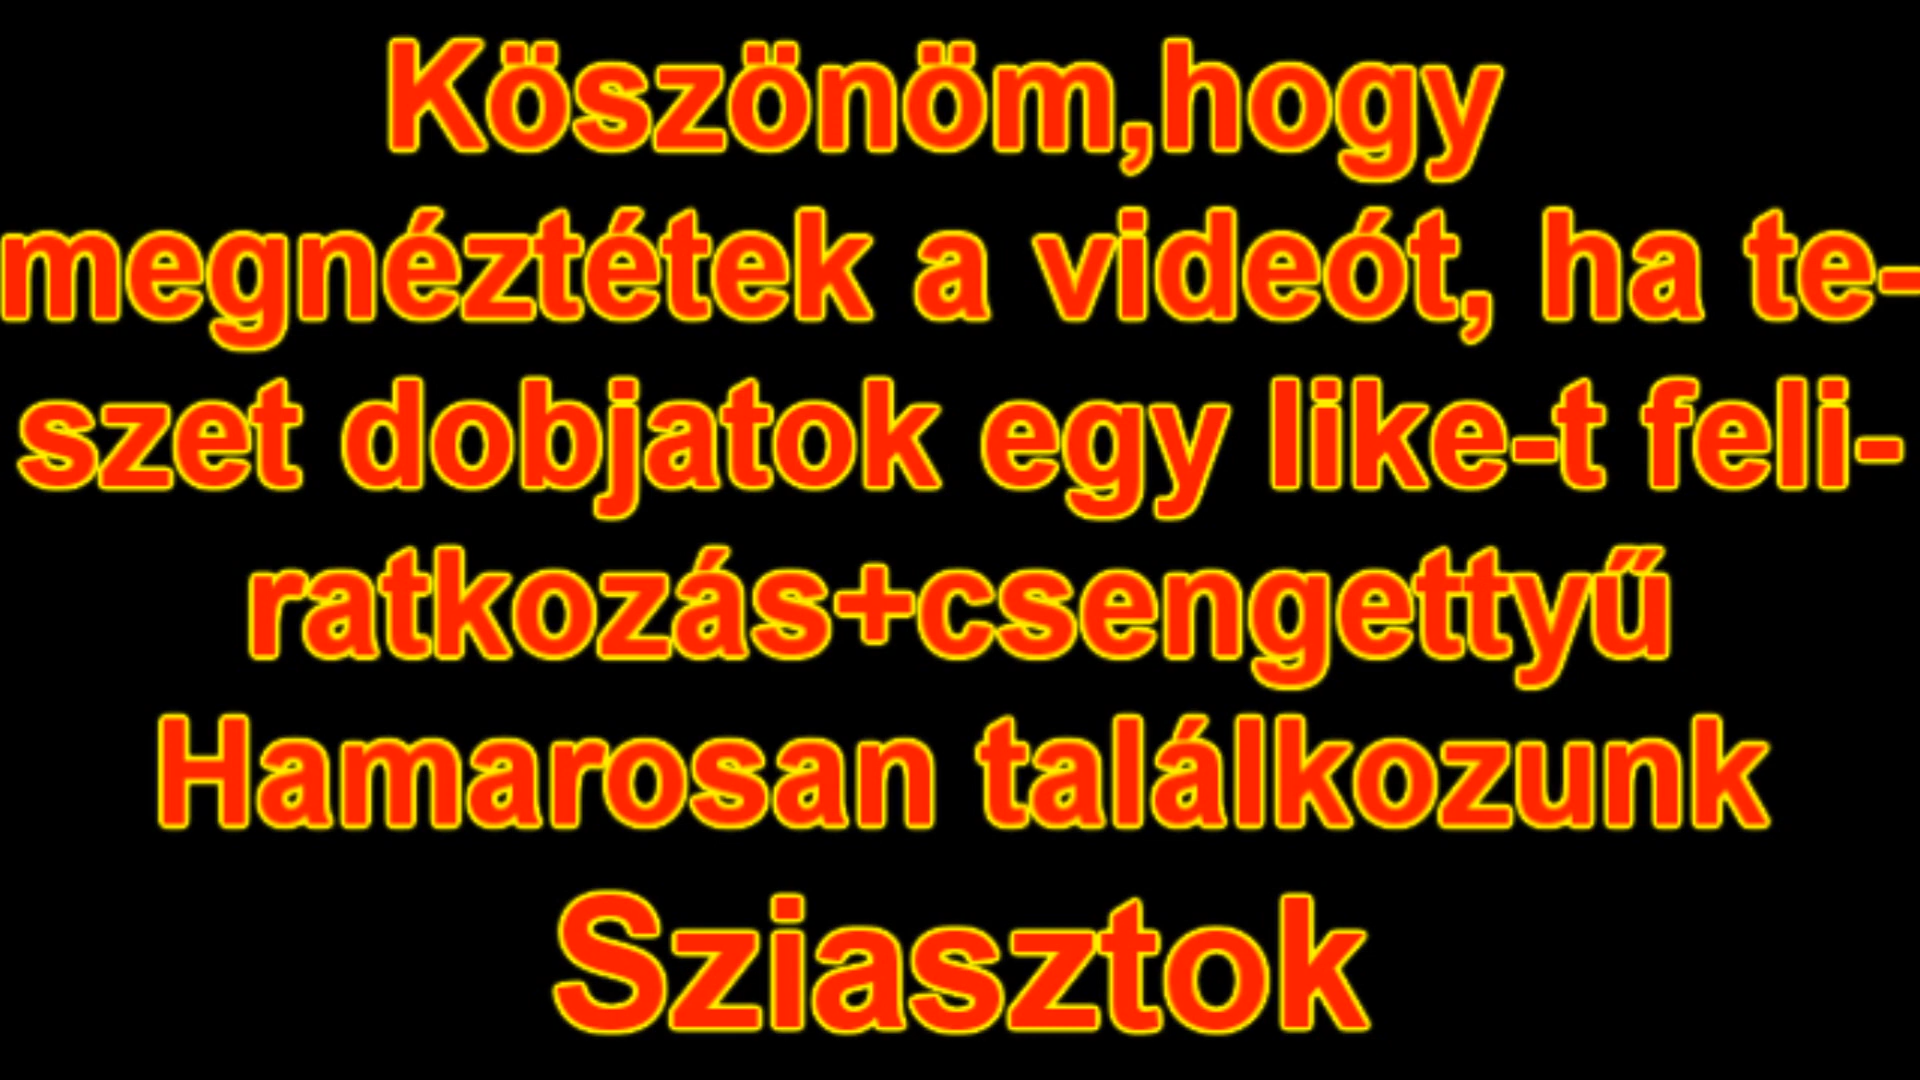 Köszönöm,hogy
megnéztétek a videót, ha te-
szet dobjatok egy like-t feli-
ratkozás+csengettyű
Hamarosan találkozunk
Sziasztok